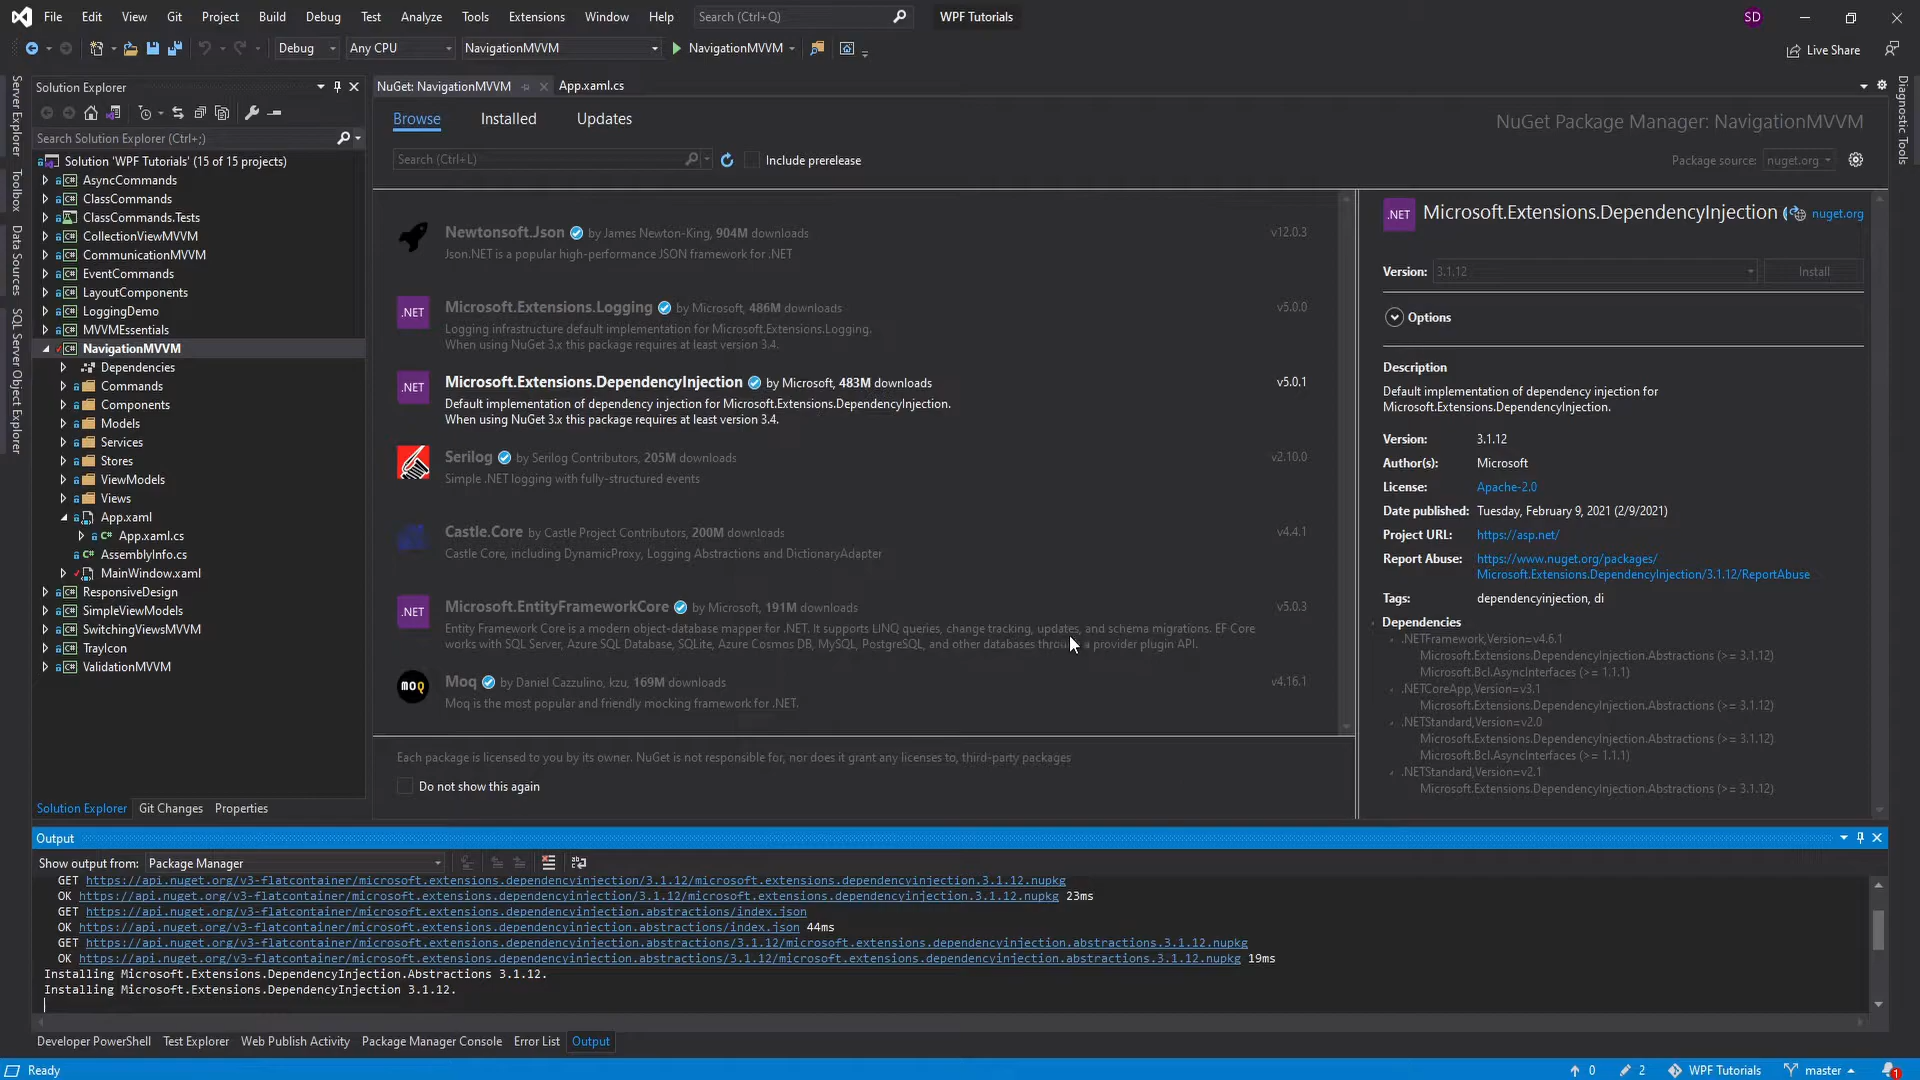 File Edit View Git Project Build Debug Test Analyze Tools Extensions Window Help Search (Ctrl+Q) WPF Tutorials SD
Debug Any CPU NavigationMVVM NavigationMVVM Live Share
Server Explorer
Toolbox
Data Sources
SQL Server Object Explorer
Solution Explorer
Search Solution Explorer (Ctrl+;)
Solution 'WPF Tutorials' (15 of 15 projects)
AsyncCommands
ClassCommands
ClassCommands.Tests
CollectionViewMVVM
CommunicationMVVM
EventCommands
LayoutComponents
LoggingDemo
MVVMEssentials
NavigationMVVM
Dependencies
Commands
Components
Models
Services
Stores
ViewModels
Views
App.xaml
App.xaml.cs
AssemblyInfo.cs
MainWindow.xaml
ResponsiveDesign
SimpleViewModels
SwitchingViewsMVVM
TrayIcon
ValidationMVVM
Solution Explorer Git Changes Properties
NuGet: NavigationMVVM App.xaml.cs
Browse Installed Updates
NuGet Package Manager: NavigationMVVM
Search (Ctrl+L) Include prerelease
Package source: nuget.org
Newtonsoft.Json by James Newton-King, 904M downloads v12.0.3
Json.NET is a popular high-performance JSON framework for .NET
.NET
Microsoft.Extensions.Logging by Microsoft, 486M downloads v5.0.0
Logging infrastructure default implementation for Microsoft.Extensions.Logging.
When using NuGet 3.x this package requires at least version 3.4.
.NET
Microsoft.Extensions.DependencyInjection by Microsoft, 483M downloads v5.0.1
Default implementation of dependency injection for Microsoft.Extensions.DependencyInjection.
When using NuGet 3.x this package requires at least version 3.4.
Serilog by Serilog Contributors, 205M downloads v2.10.0
Simple .NET logging with fully-structured events
Castle.Core by Castle Project Contributors, 200M downloads v4.4.1
Castle Core, including DynamicProxy, Logging Abstractions and DictionaryAdapter
.NET
Microsoft.EntityFrameworkCore by Microsoft, 191M downloads v5.0.3
Entity Framework Core is a modern object-database mapper for .NET. It supports LINQ queries, change tracking, updates, and schema migrations. EF Core
works with SQL Server, Azure SQL Database, SQLite, Azure Cosmos DB, MySQL, PostgreSQL, and other databases through a provider plugin API.
moq
Moq by Daniel Cazzulino, kzu, 169M downloads v4.16.1
Moq is the most popular and friendly mocking framework for .NET.
Each package is licensed to you by its owner. NuGet is not responsible for, nor does it grant any licenses to, third-party packages
Do not show this again
.NET Microsoft.Extensions.DependencyInjection ( nuget.org
Version: 3.1.12 Install
Options
Description
Default implementation of dependency injection for
Microsoft.Extensions.DependencyInjection.
Version: 3.1.12
Author(s): Microsoft
License: Apache-2.0
Date published: Tuesday, February 9, 2021 (2/9/2021)
Project URL: https://asp.net/
Report Abuse: https://www.nuget.org/packages/
Microsoft.Extensions.DependencyInjection/3.1.12/ReportAbuse
Tags: dependencyinjection, di
Dependencies
.NETFramework,Version=v4.6.1
Microsoft.Extensions.DependencyInjection.Abstractions (>= 3.1.12)
Microsoft.Bcl.AsyncInterfaces (>= 1.1.1)
.NETCoreApp,Version=v3.1
Microsoft.Extensions.DependencyInjection.Abstractions (>= 3.1.12)
.NETStandard,Version=v2.0
Microsoft.Extensions.DependencyInjection.Abstractions (>= 3.1.12)
Microsoft.Bcl.AsyncInterfaces (>= 1.1.1)
.NETStandard,Version=v2.1
Microsoft.Extensions.DependencyInjection.Abstractions (>= 3.1.12)
Diagnostic Tools
Output
Show output from: Package Manager
GET https://api.nuget.org/v3-flatcontainer/microsoft.extensions.dependencyinjection/3.1.12/microsoft.extensions.dependencyinjection.3.1.12.nupkg
OK https://api.nuget.org/v3-flatcontainer/microsoft.extensions.dependencyinjection/3.1.12/microsoft.extensions.dependencyinjection.3.1.12.nupkg 23ms
GET https://api.nuget.org/v3-flatcontainer/microsoft.extensions.dependencyinjection.abstractions/index.json
OK https://api.nuget.org/v3-flatcontainer/microsoft.extensions.dependencyinjection.abstractions/index.json 44ms
GET https://api.nuget.org/v3-flatcontainer/microsoft.extensions.dependencyinjection.abstractions/3.1.12/microsoft.extensions.dependencyinjection.abstractions.3.1.12.nupkg
OK https://api.nuget.org/v3-flatcontainer/microsoft.extensions.dependencyinjection.abstractions/3.1.12/microsoft.extensions.dependencyinjection.abstractions.3.1.12.nupkg 19ms
Installing Microsoft.Extensions.DependencyInjection.Abstractions 3.1.12.
Installing Microsoft.Extensions.DependencyInjection 3.1.12.
Developer PowerShell Test Explorer Web Publish Activity Package Manager Console Error List Output
Ready 0 2 WPF Tutorials master 1